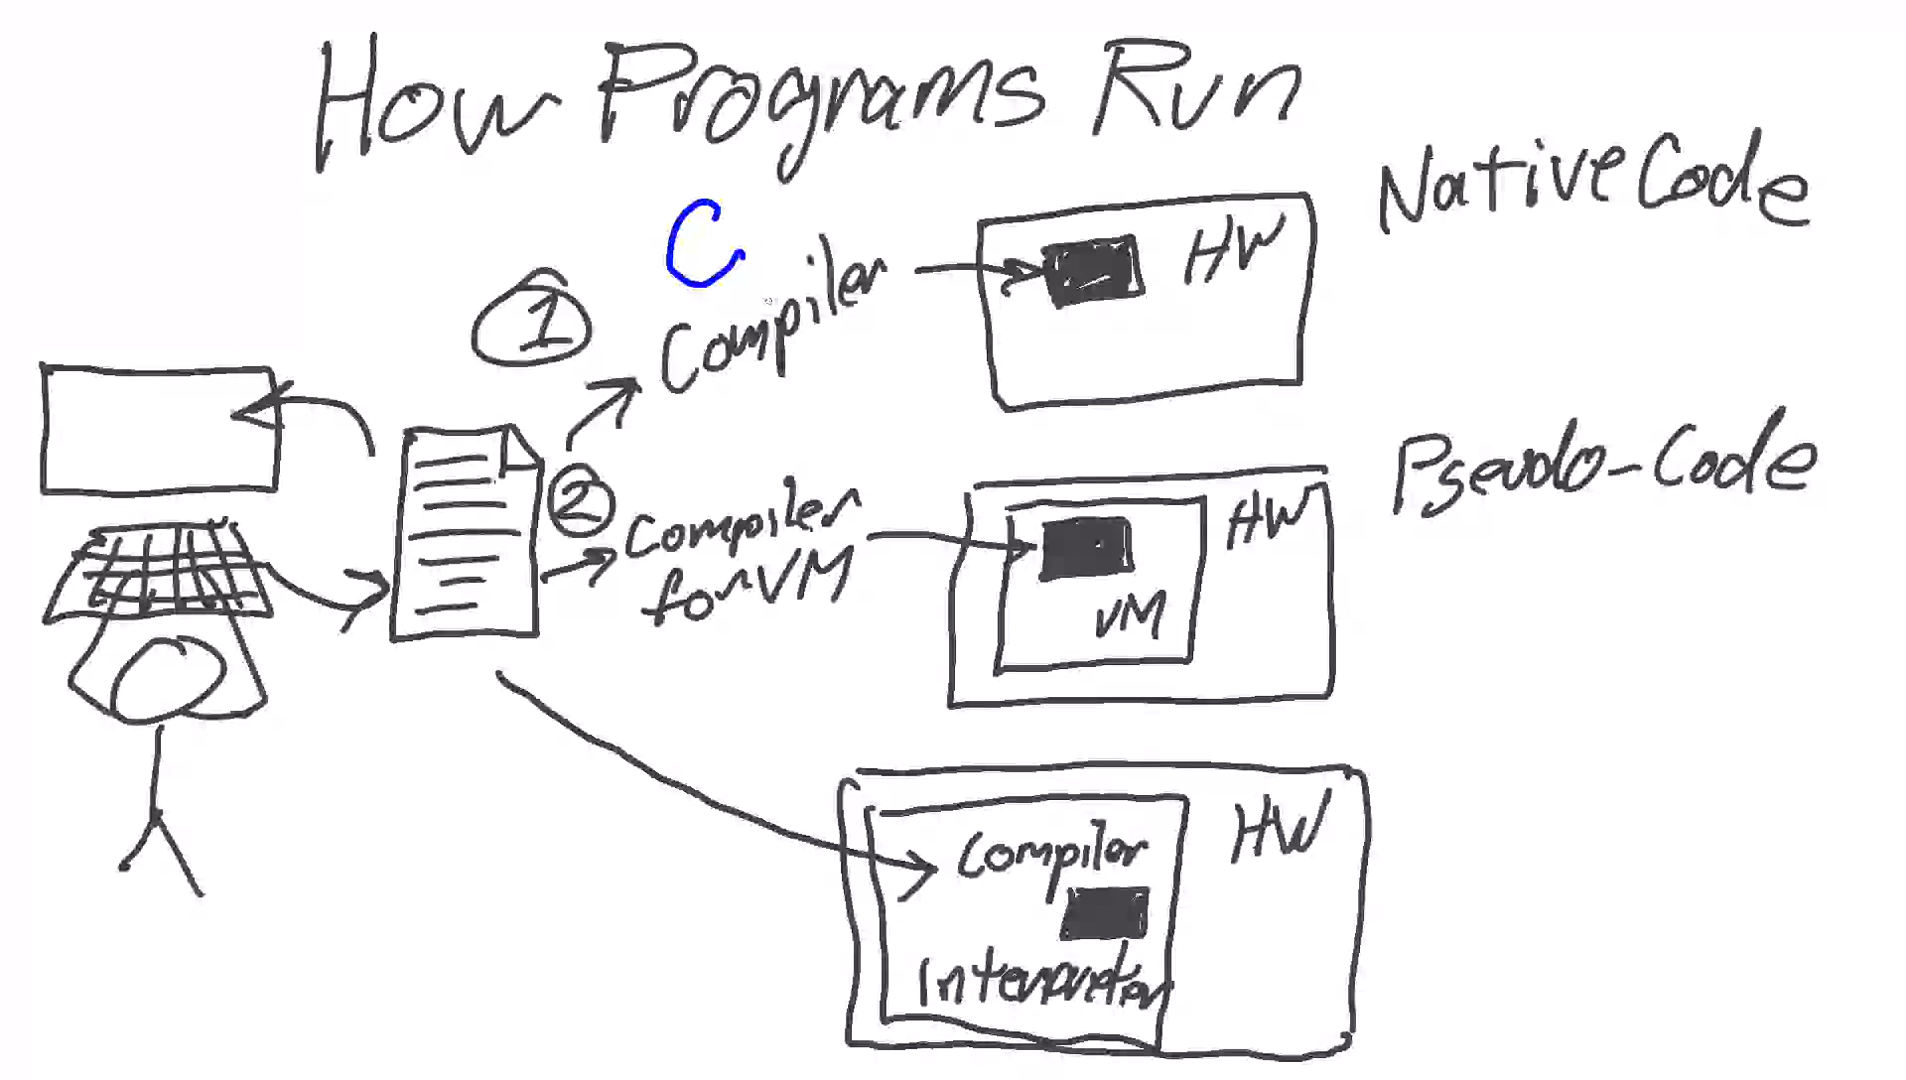 How Programs Run
Native Code
C
1
Compiler
HW
Pseudo-Code
2
Compiler
for VM
HW
VM
Compiler
HW
Interpreter